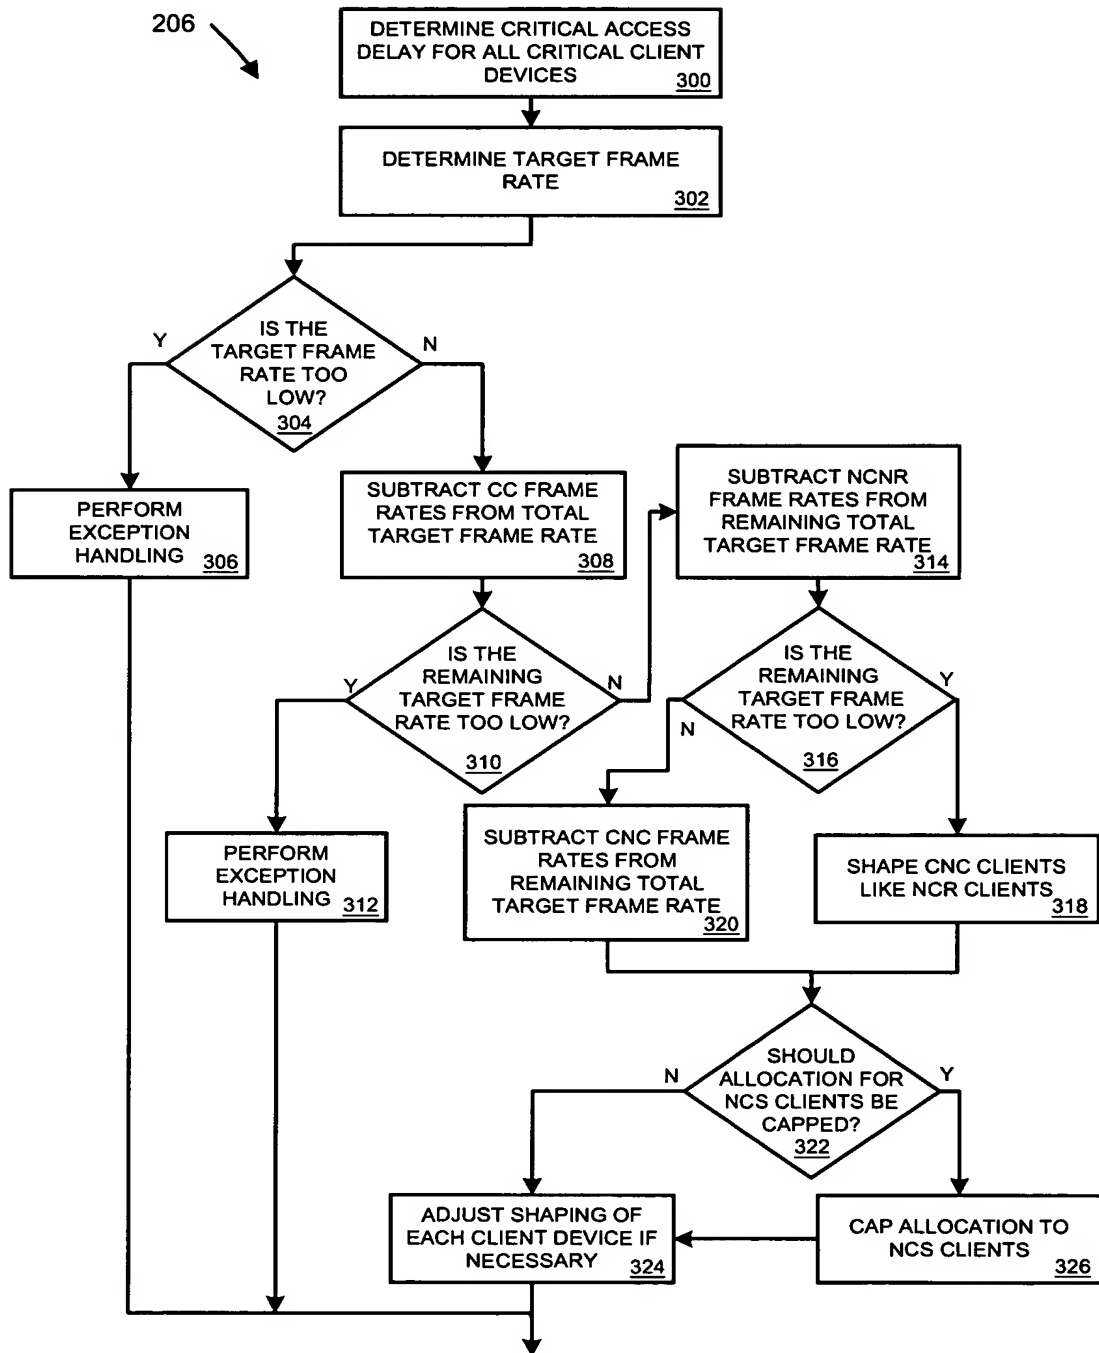 206
DETERMINE CRITICAL ACCESS
DELAY FOR ALL CRITICAL CLIENT
DEVICES
300
DETERMINE TARGET FRAME
RATE
302
Y
N
IS THE
TARGET FRAME
RATE TOO
LOW?
304
PERFORM
EXCEPTION
HANDLING
306
SUBTRACT CC FRAME
RATES FROM TOTAL
TARGET FRAME RATE
308
SUBTRACT NCNR
FRAME RATES FROM
REMAINING TOTAL
TARGET FRAME RATE
314
Y
N
IS THE
REMAINING
TARGET FRAME
RATE TOO LOW?
310
N
Y
IS THE
REMAINING
TARGET FRAME
RATE TOO LOW?
316
PERFORM
EXCEPTION
HANDLING
312
SUBTRACT CNC FRAME
RATES FROM
REMAINING TOTAL
TARGET FRAME RATE
320
SHAPE CNC CLIENTS
LIKE NCR CLIENTS
318
N
Y
SHOULD
ALLOCATION FOR
NCS CLIENTS BE
CAPPED?
322
ADJUST SHAPING OF
EACH CLIENT DEVICE IF
NECESSARY
324
CAP ALLOCATION TO
NCS CLIENTS
326